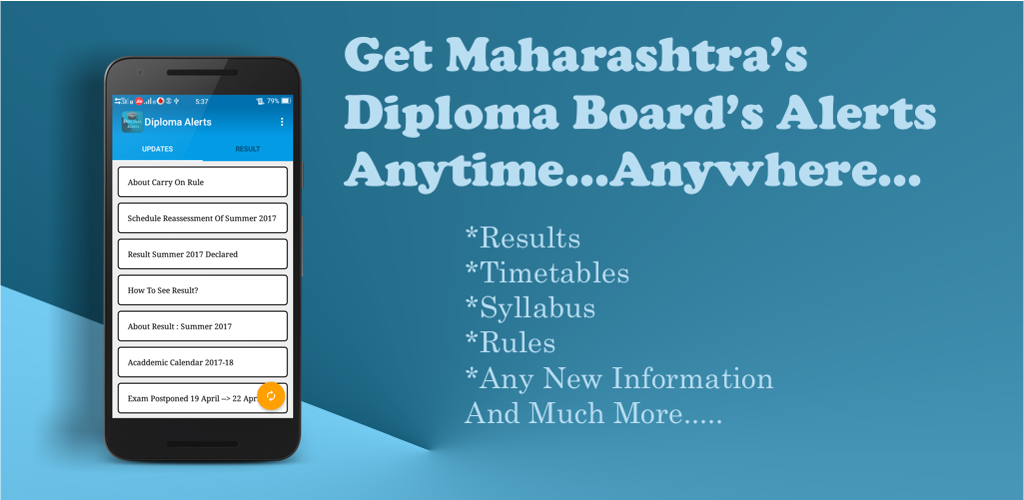 Get Maharashtra's
Diploma Board's Alerts
Anytime...Anywhere...
*Results
*Timetables
*Syllabus
*Rules
*Any New Information
And Much More.....
5:37
79%
Diploma Alerts
UPDATES
RESULT
About Carry On Rule
Schedule Reassessment Of Summer 2017
Result Summer 2017 Declared
How To See Result?
About Result : Summer 2017
Acaddemic Calendar 2017-18
Exam Postponed 19 April --> 22 Apr